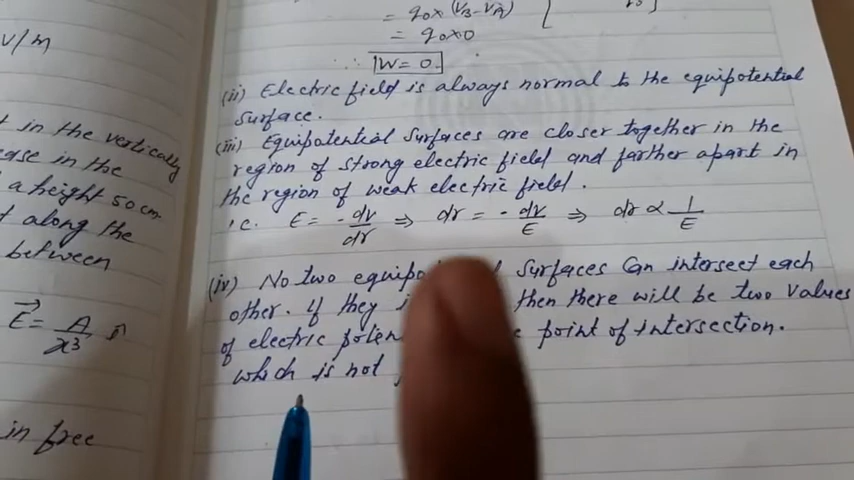 V/m
t in the vertically
ease in the
a height 50 cm.
t along the
between
E⃗ = A/x³
in free
= q₀ × (V_B - V_A)
= q₀ × 0
∴ W = 0.
(ii) Electric field is always normal to the equipotential
surface.
(iii) Equipotential surfaces are closer together in the
region of strong electric field and farther apart in
the region of weak electric field.
i.e. E = -dv/dr ⇒ dr = -dv/E ⇒ dr ∝ 1/E
(iv) No two surfaces can intersect each
other. If they then there will be two values
of electric point of intersection.
which is not